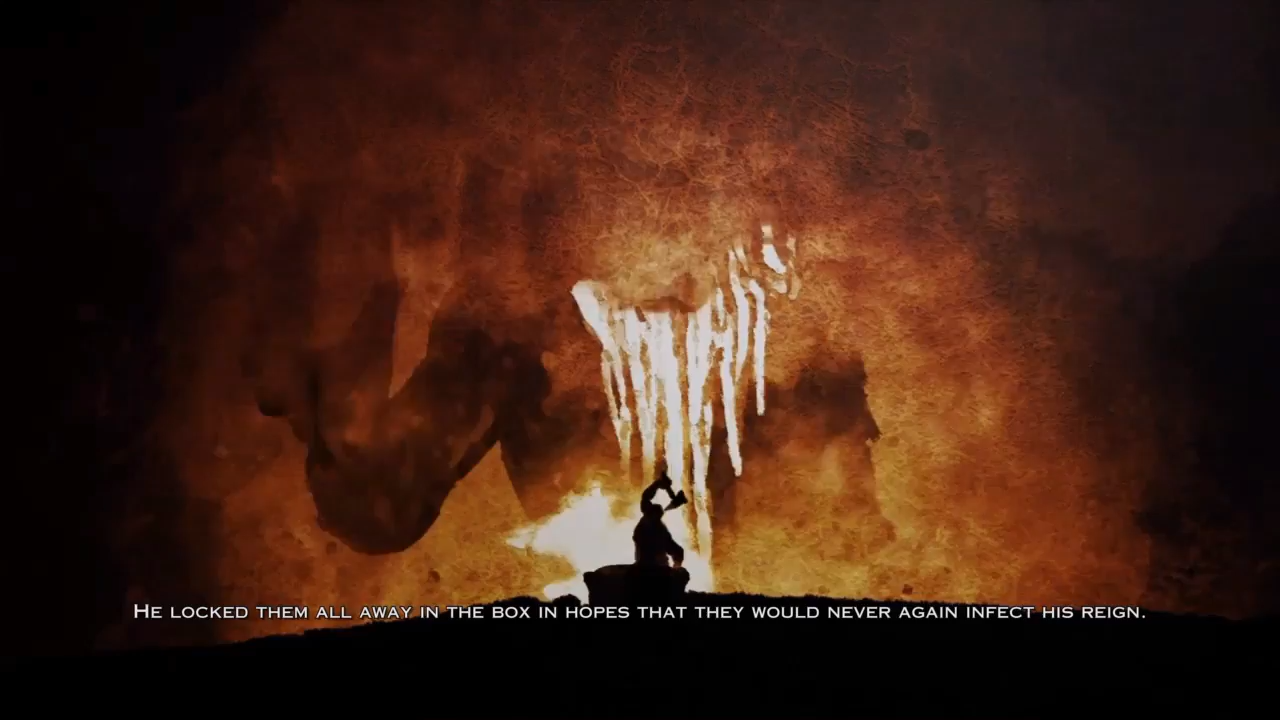 He locked them all away in the box in hopes that they would never again infect his reign.